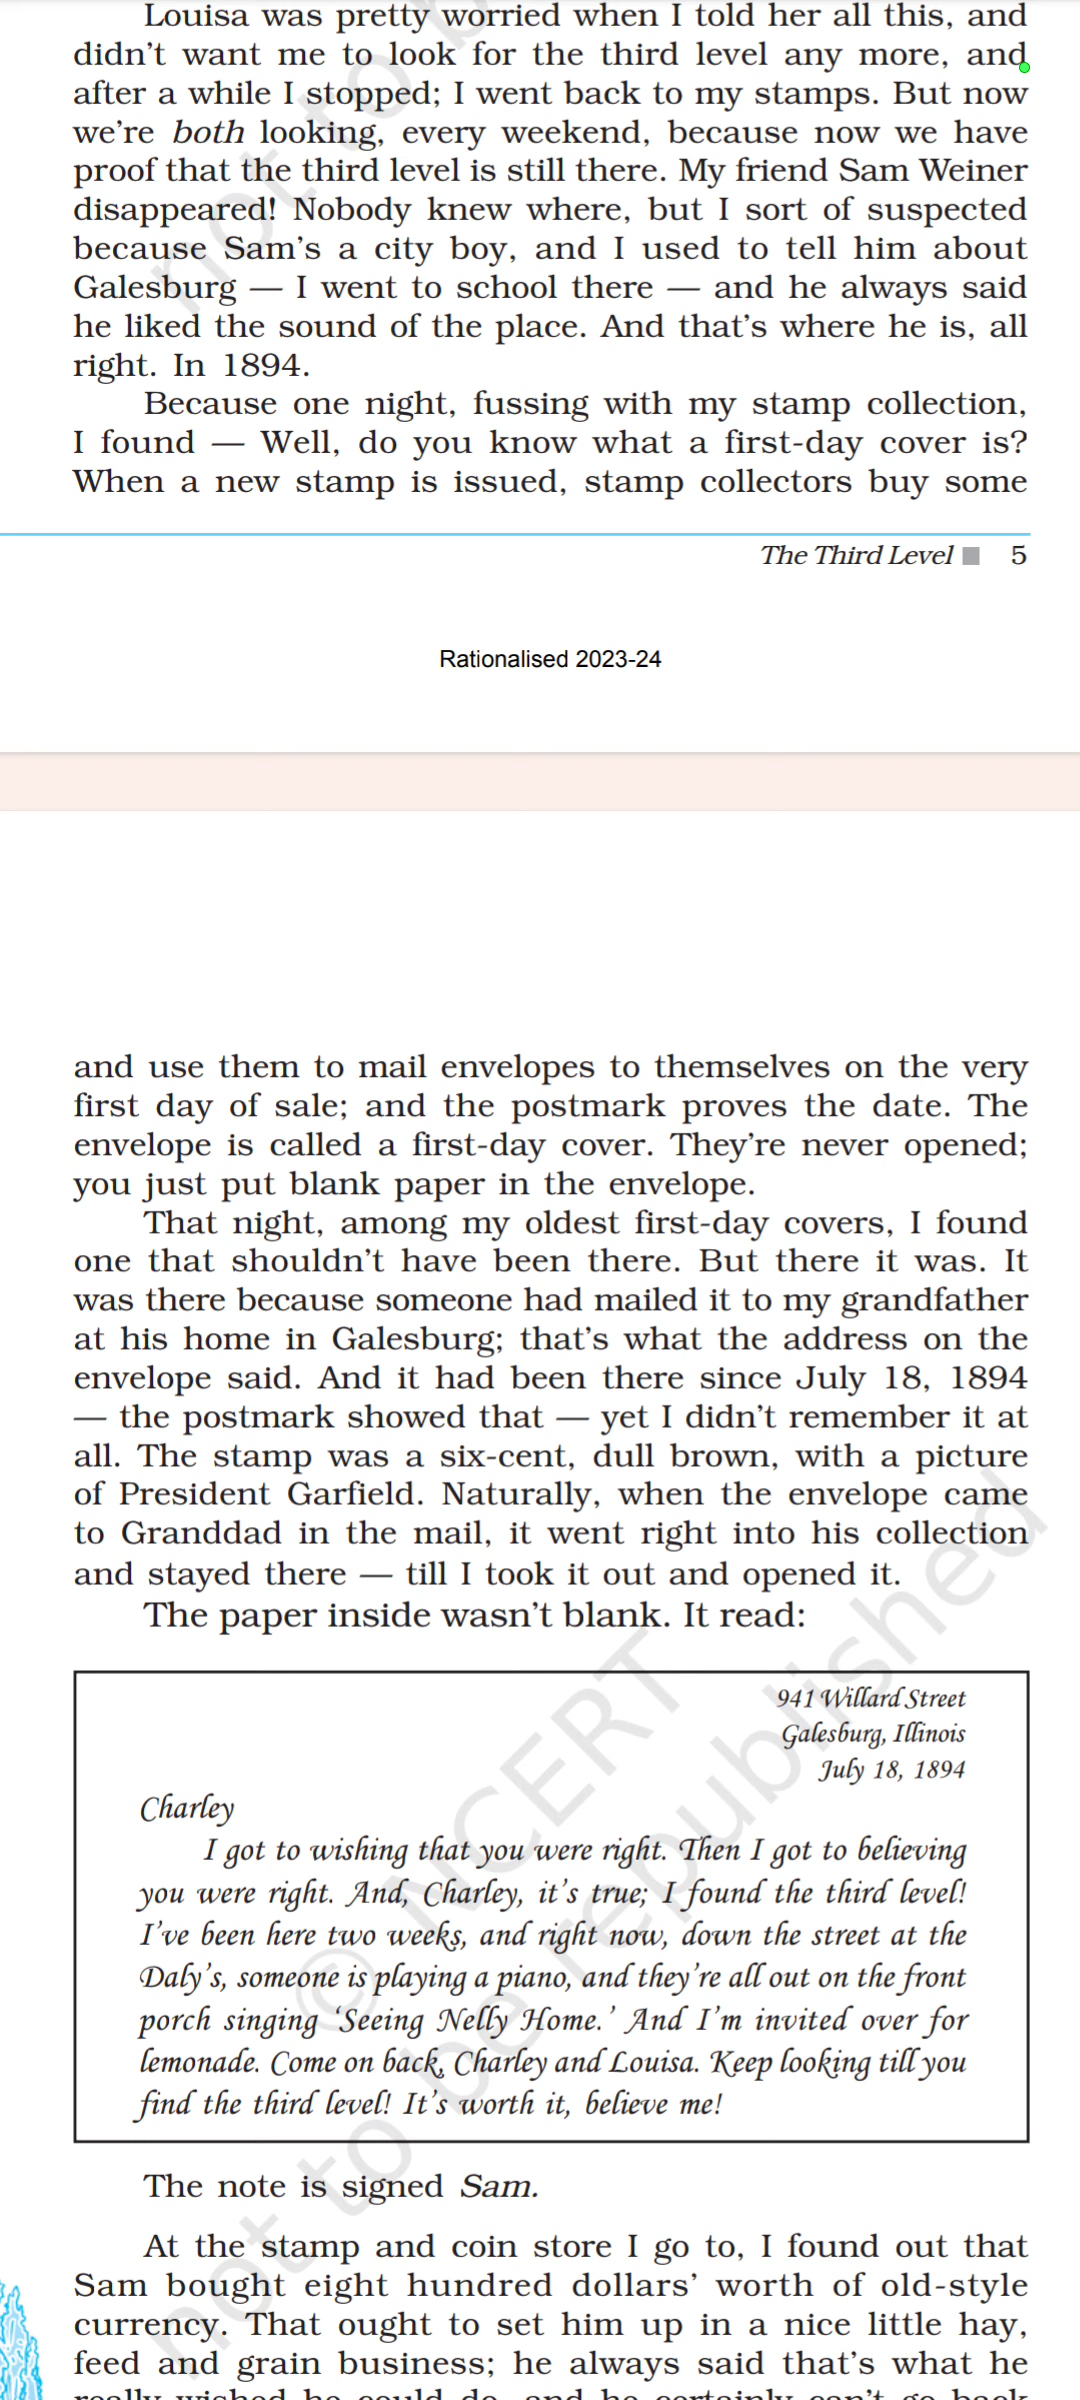 Louisa was pretty worried when I told her all this, and
didn’t want me to look for the third level any more, and
after a while I stopped; I went back to my stamps. But now
we’re both looking, every weekend, because now we have
proof that the third level is still there. My friend Sam Weiner
disappeared! Nobody knew where, but I sort of suspected
because Sam’s a city boy, and I used to tell him about
Galesburg — I went to school there — and he always said
he liked the sound of the place. And that’s where he is, all
right. In 1894.
Because one night, fussing with my stamp collection,
I found — Well, do you know what a first-day cover is?
When a new stamp is issued, stamp collectors buy some
The Third Level 5
Rationalised 2023-24
and use them to mail envelopes to themselves on the very
first day of sale; and the postmark proves the date. The
envelope is called a first-day cover. They’re never opened;
you just put blank paper in the envelope.
That night, among my oldest first-day covers, I found
one that shouldn’t have been there. But there it was. It
was there because someone had mailed it to my grandfather
at his home in Galesburg; that’s what the address on the
envelope said. And it had been there since July 18, 1894
— the postmark showed that — yet I didn’t remember it at
all. The stamp was a six-cent, dull brown, with a picture
of President Garfield. Naturally, when the envelope came
to Granddad in the mail, it went right into his collection
and stayed there — till I took it out and opened it.
The paper inside wasn’t blank. It read:
941 Willard Street
Galesburg, Illinois
July 18, 1894
Charley
I got to wishing that you were right. Then I got to believing
you were right. And, Charley, it’s true; I found the third level!
I’ve been here two weeks, and right now, down the street at the
Daly’s, someone is playing a piano, and they’re all out on the front
porch singing ‘Seeing Nelly Home.’ And I’m invited over for
lemonade. Come on back, Charley and Louisa. Keep looking till you
find the third level! It’s worth it, believe me!
The note is signed Sam.
At the stamp and coin store I go to, I found out that
Sam bought eight hundred dollars’ worth of old-style
currency. That ought to set him up in a nice little hay,
feed and grain business; he always said that’s what he
© NCERT
not to be republished